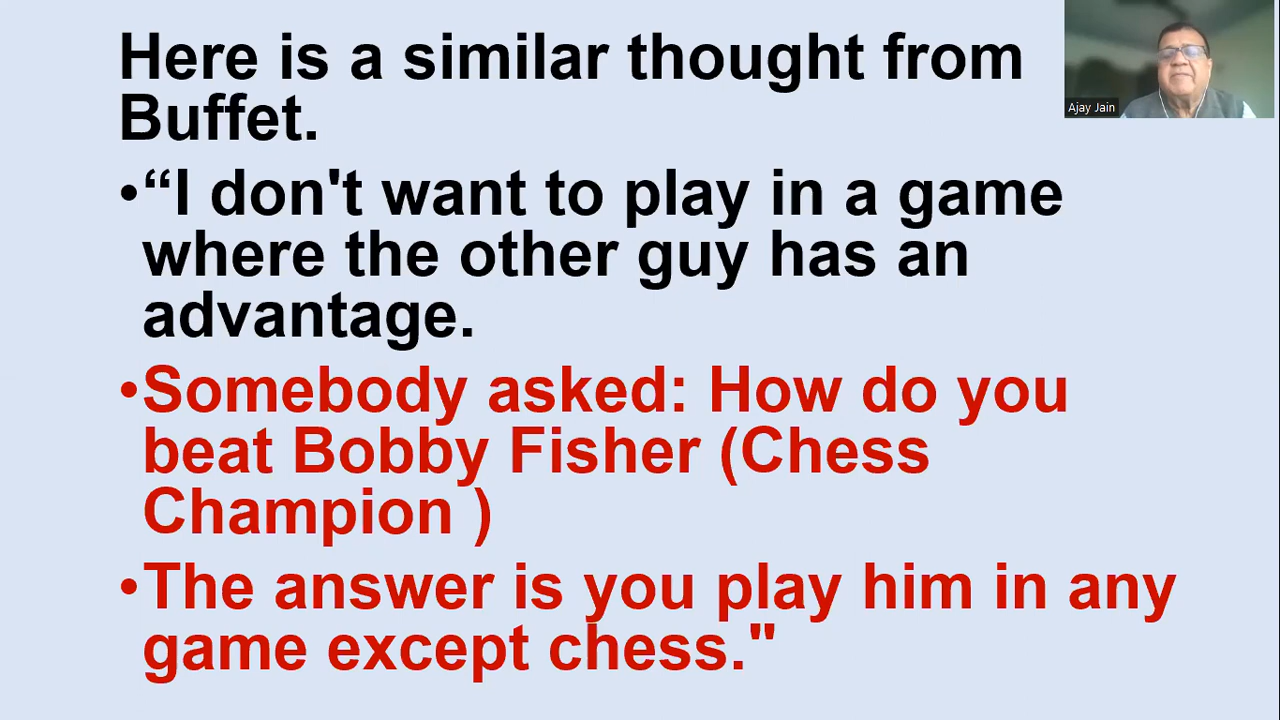 Here is a similar thought from
Buffet.
•“I don't want to play in a game
where the other guy has an
advantage.
•Somebody asked: How do you
beat Bobby Fisher (Chess
Champion )
•The answer is you play him in any
game except chess."
Ajay Jain